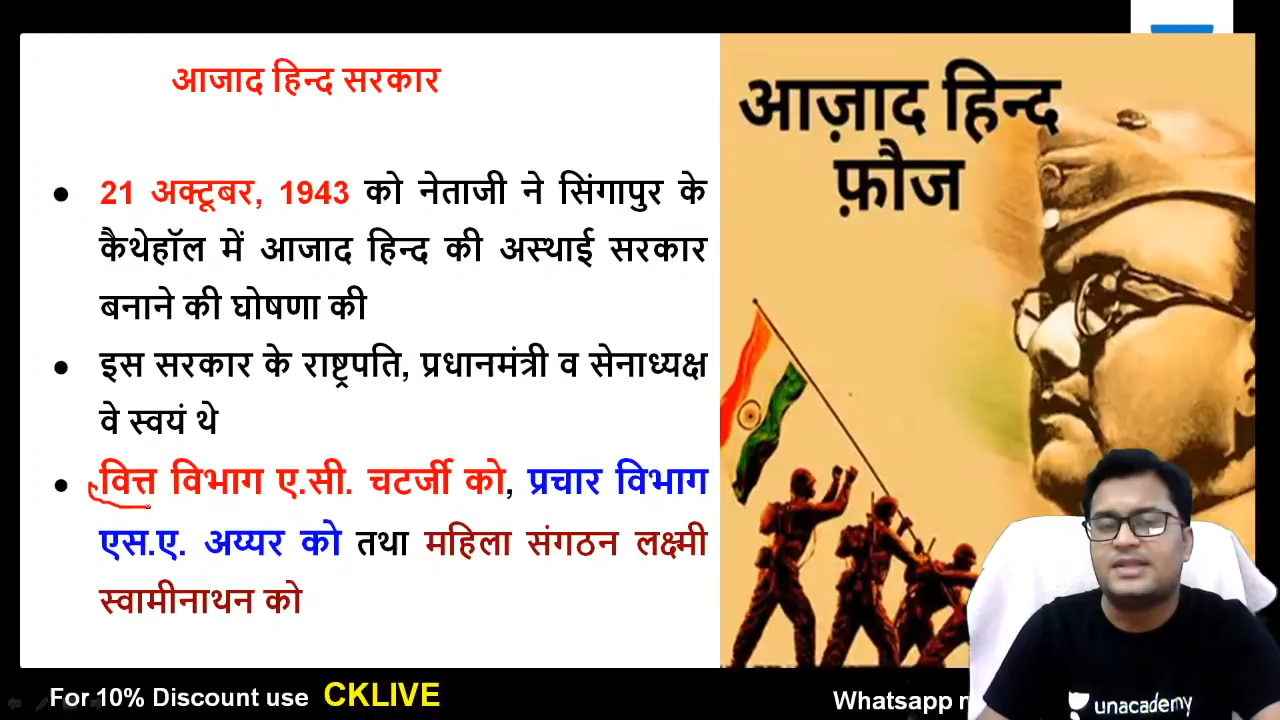 आजाद हिन्द सरकार
● 21 अक्टूबर, 1943 को नेताजी ने सिंगापुर के
कैथेहॉल में आजाद हिन्द की अस्थाई सरकार
बनाने की घोषणा की
● इस सरकार के राष्ट्रपति, प्रधानमंत्री व सेनाध्यक्ष
वे स्वयं थे
● वित्त विभाग ए.सी. चटर्जी को, प्रचार विभाग
एस.ए. अय्यर को तथा महिला संगठन लक्ष्मी
स्वामीनाथन को
आज़ाद हिन्द
फ़ौज
For 10% Discount use CKLIVE
Whatsapp
unacademy